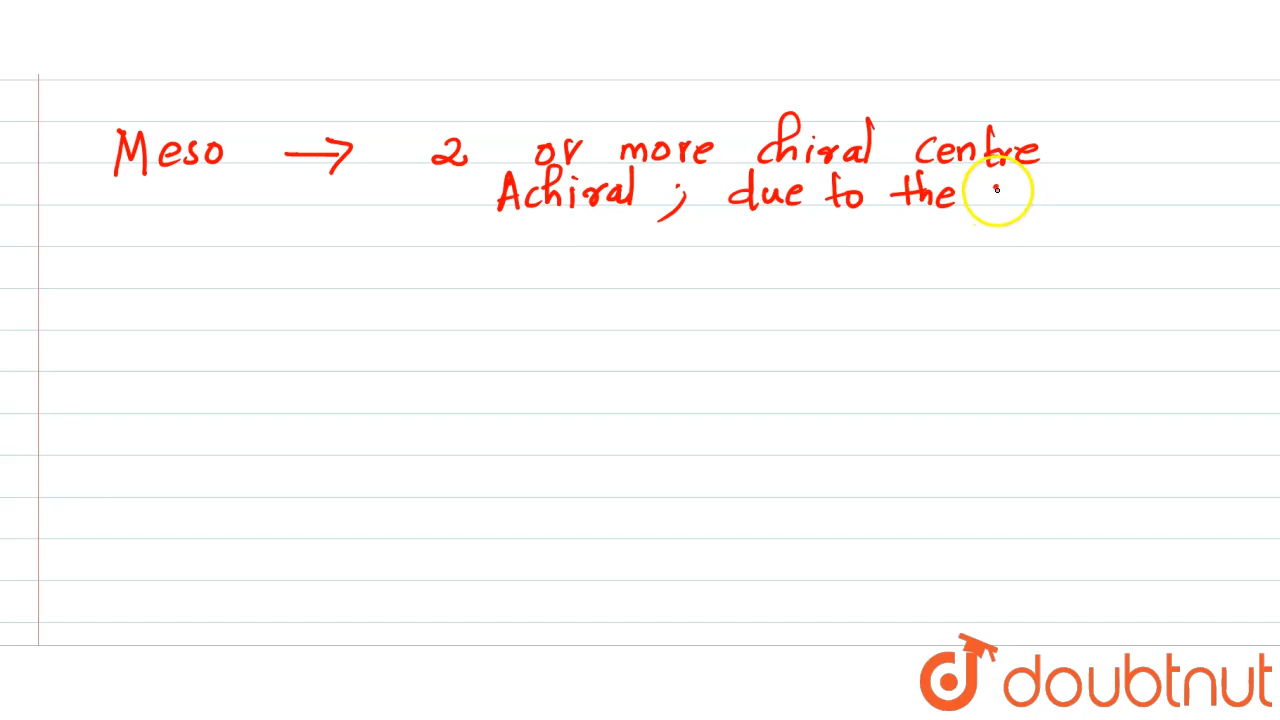 Meso → 2 or more chiral centre
Achiral ; due to the
doubtnut